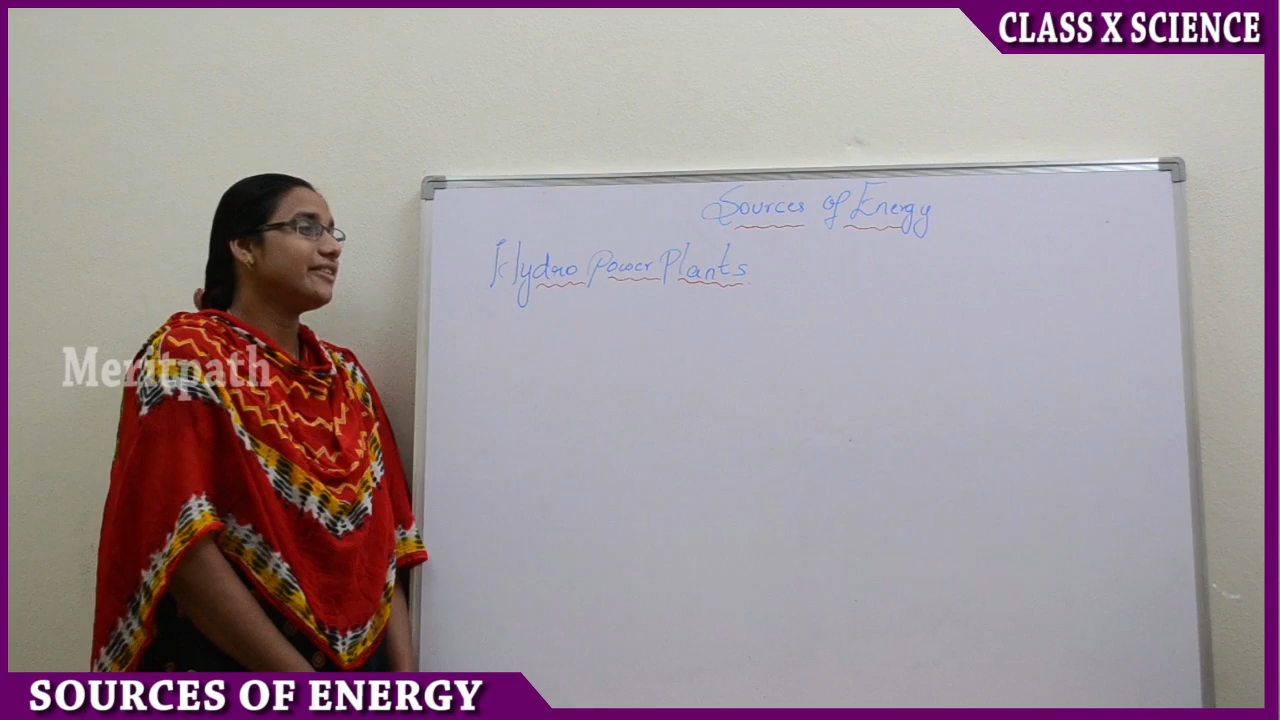 CLASS X SCIENCE
Sources of Energy
Hydro Power Plants
Meritpath
SOURCES OF ENERGY